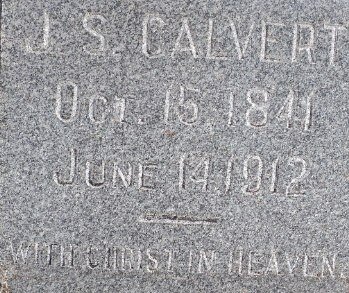 J. S. CALVERT
OCT. 15, 1841
JUNE 14, 1912
WITH CHRIST IN HEAVEN.